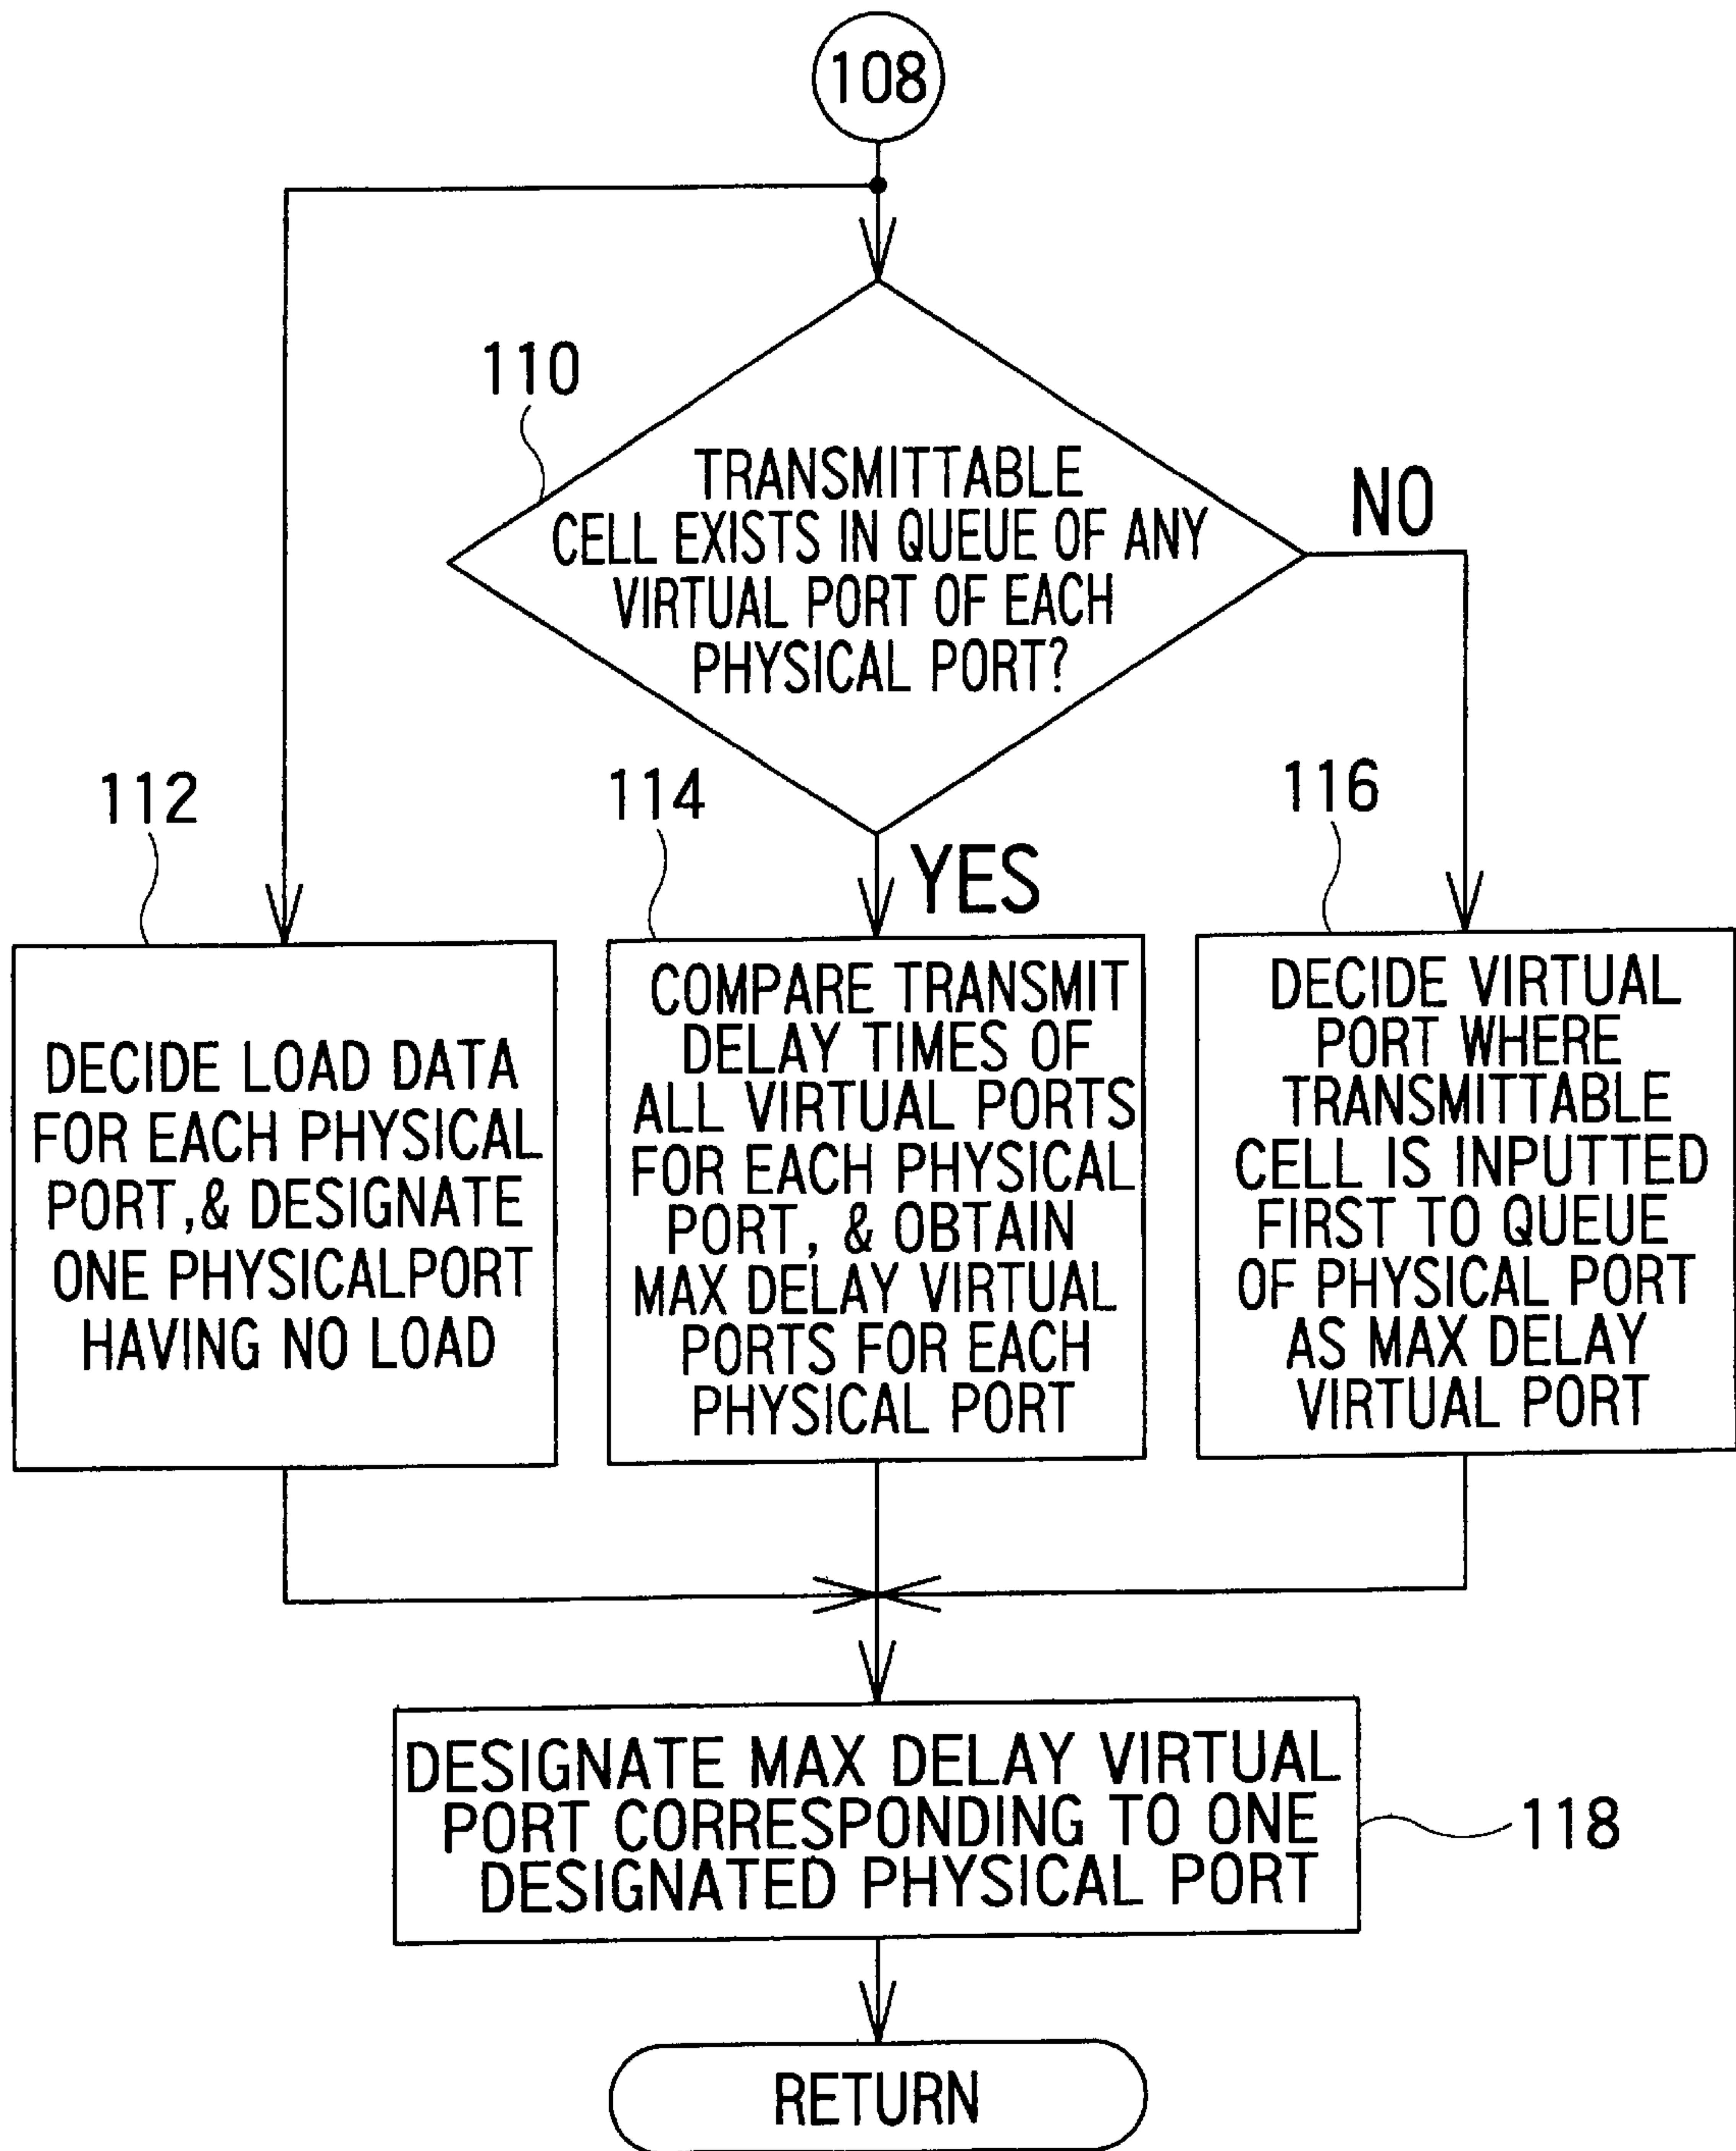 108
110
TRANSMITTABLE
CELL EXISTS IN QUEUE OF ANY
VIRTUAL PORT OF EACH
PHYSICAL PORT?
NO
YES
112
DECIDE LOAD DATA
FOR EACH PHYSICAL
PORT,& DESIGNATE
ONE PHYSICALPORT
HAVING NO LOAD
114
COMPARE TRANSMIT
DELAY TIMES OF
ALL VIRTUAL PORTS
FOR EACH PHYSICAL
PORT, & OBTAIN
MAX DELAY VIRTUAL
PORTS FOR EACH
PHYSICAL PORT
116
DECIDE VIRTUAL
PORT WHERE
TRANSMITTABLE
CELL IS INPUTTED
FIRST TO QUEUE
OF PHYSICAL PORT
AS MAX DELAY
VIRTUAL PORT
DESIGNATE MAX DELAY VIRTUAL
PORT CORRESPONDING TO ONE
DESIGNATED PHYSICAL PORT
118
RETURN